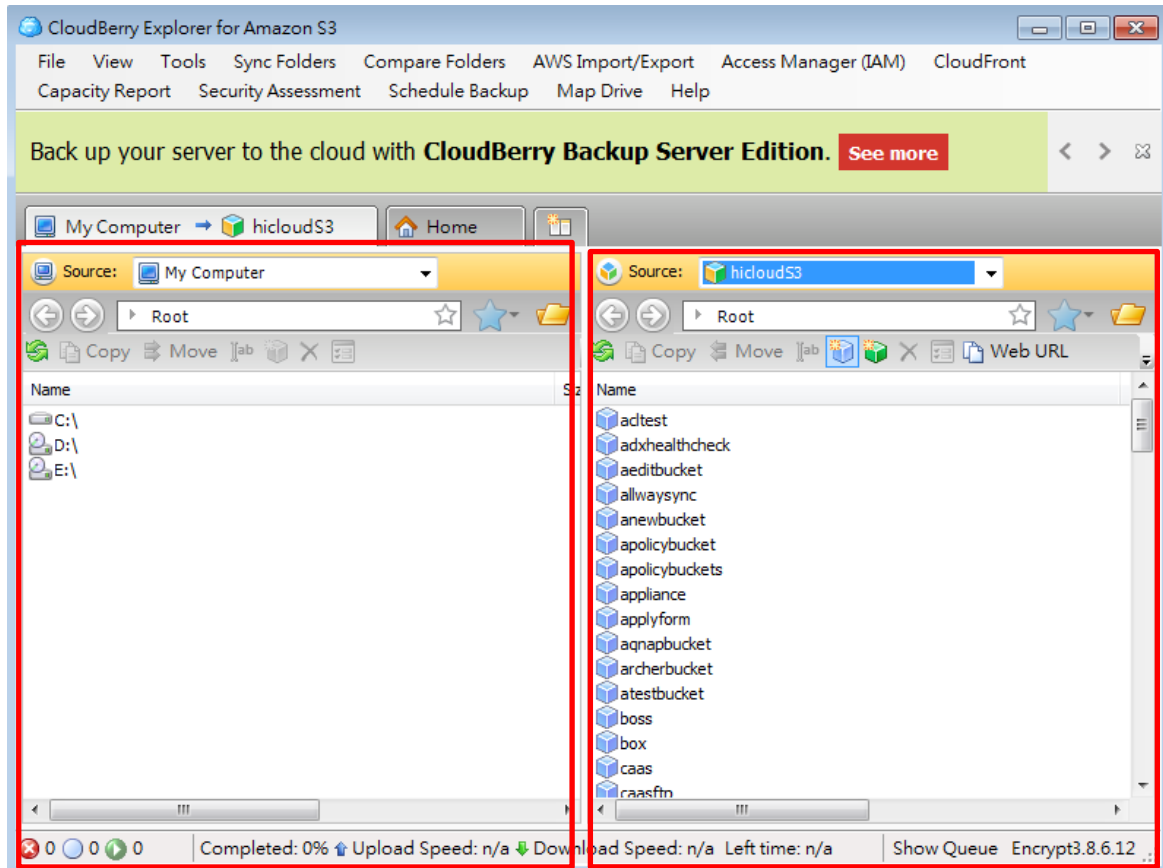 CloudBerry Explorer for Amazon S3
File View Tools Sync Folders Compare Folders AWS Import/Export Access Manager (IAM) CloudFront
Capacity Report Security Assessment Schedule Backup Map Drive Help
Back up your server to the cloud with CloudBerry Backup Server Edition. See more
My Computer hicloudS3 Home
Source: My Computer
Root
Copy Move
Name
C:\
D:\
E:\
Source: hicloudS3
Root
Copy Move Web URL
Name
acltest
adxhealthcheck
aeditbucket
allwaysync
anewbucket
apolicybucket
apolicybuckets
appliance
applyform
aqnapbucket
archerbucket
atestbucket
boss
box
caas
caasftp
0 0 0 Completed: 0% Upload Speed: n/a Download Speed: n/a Left time: n/a Show Queue Encrypt3.8.6.12